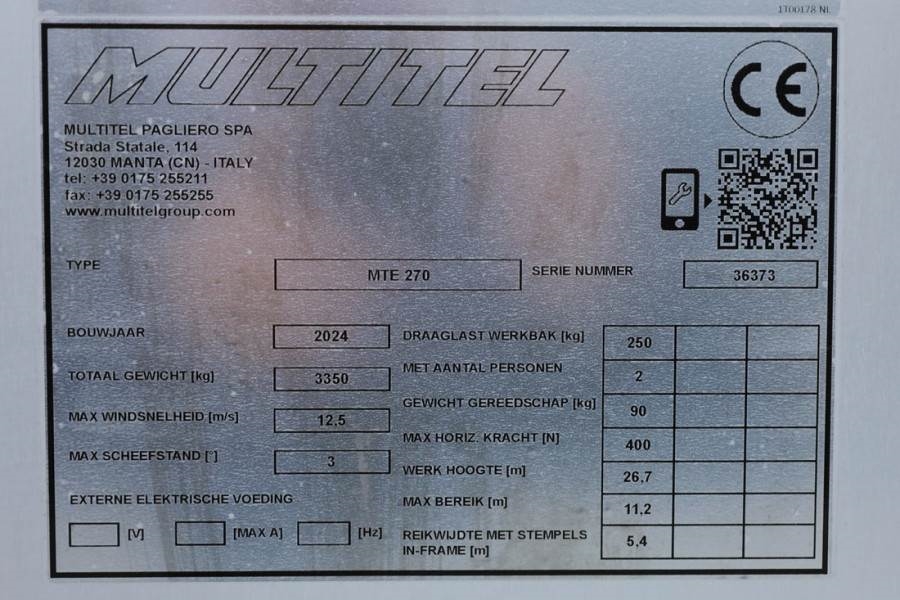 1T00178 NL
MULTITEL
CE
MULTITEL PAGLIERO SPA
Strada Statale, 114
12030 MANTA (CN) - ITALY
tel: +39 0175 255211
fax: +39 0175 255255
www.multitelgroup.com
TYPE MTE 270 SERIE NUMMER 36373
BOUWJAAR 2024
TOTAAL GEWICHT [kg] 3350
MAX WINDSNELHEID [m/s] 12,5
MAX SCHEEFSTAND [°] 3
EXTERNE ELEKTRISCHE VOEDING
[V] [MAX A] [Hz]
DRAAGLAST WERKBAK [kg] 250
MET AANTAL PERSONEN 2
GEWICHT GEREEDSCHAP [kg] 90
MAX HORIZ. KRACHT [N] 400
WERK HOOGTE [m] 26,7
MAX BEREIK [m] 11,2
REIKWIJDTE MET STEMPELS
IN-FRAME [m] 5,4